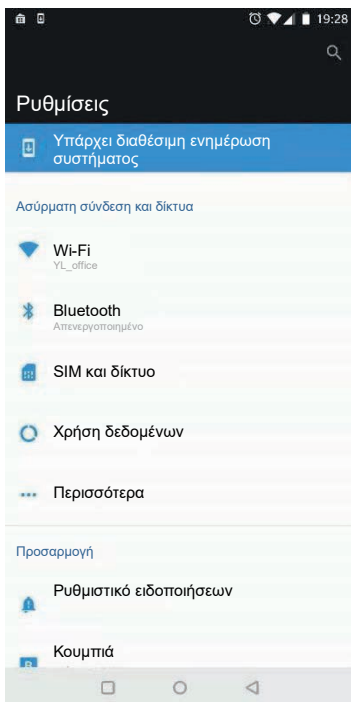 19:28
Ρυθμίσεις
Υπάρχει διαθέσιμη ενημέρωση
συστήματος
Ασύρματη σύνδεση και δίκτυα
Wi-Fi
YL_office
Bluetooth
Απενεργοποιημένο
SIM και δίκτυο
Χρήση δεδομένων
Περισσότερα
Προσαρμογή
Ρυθμιστικό ειδοποιήσεων
Κουμπιά